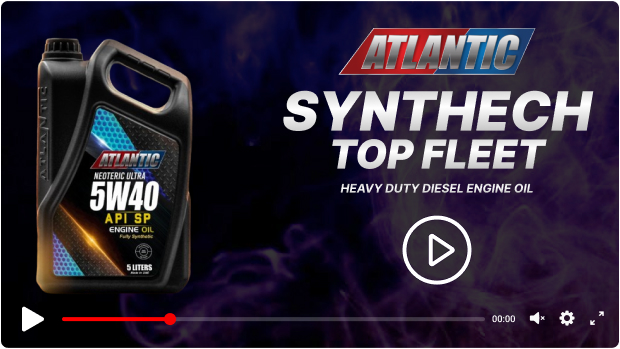 ATLANTIC
SYNTHECH
TOP FLEET
HEAVY DUTY DIESEL ENGINE OIL
ATLANTIC
ATLANTIC
NEOTERIC ULTRA
5W40
API SP
ENGINE OIL
Fully Synthetic
5 LITERS
00:00